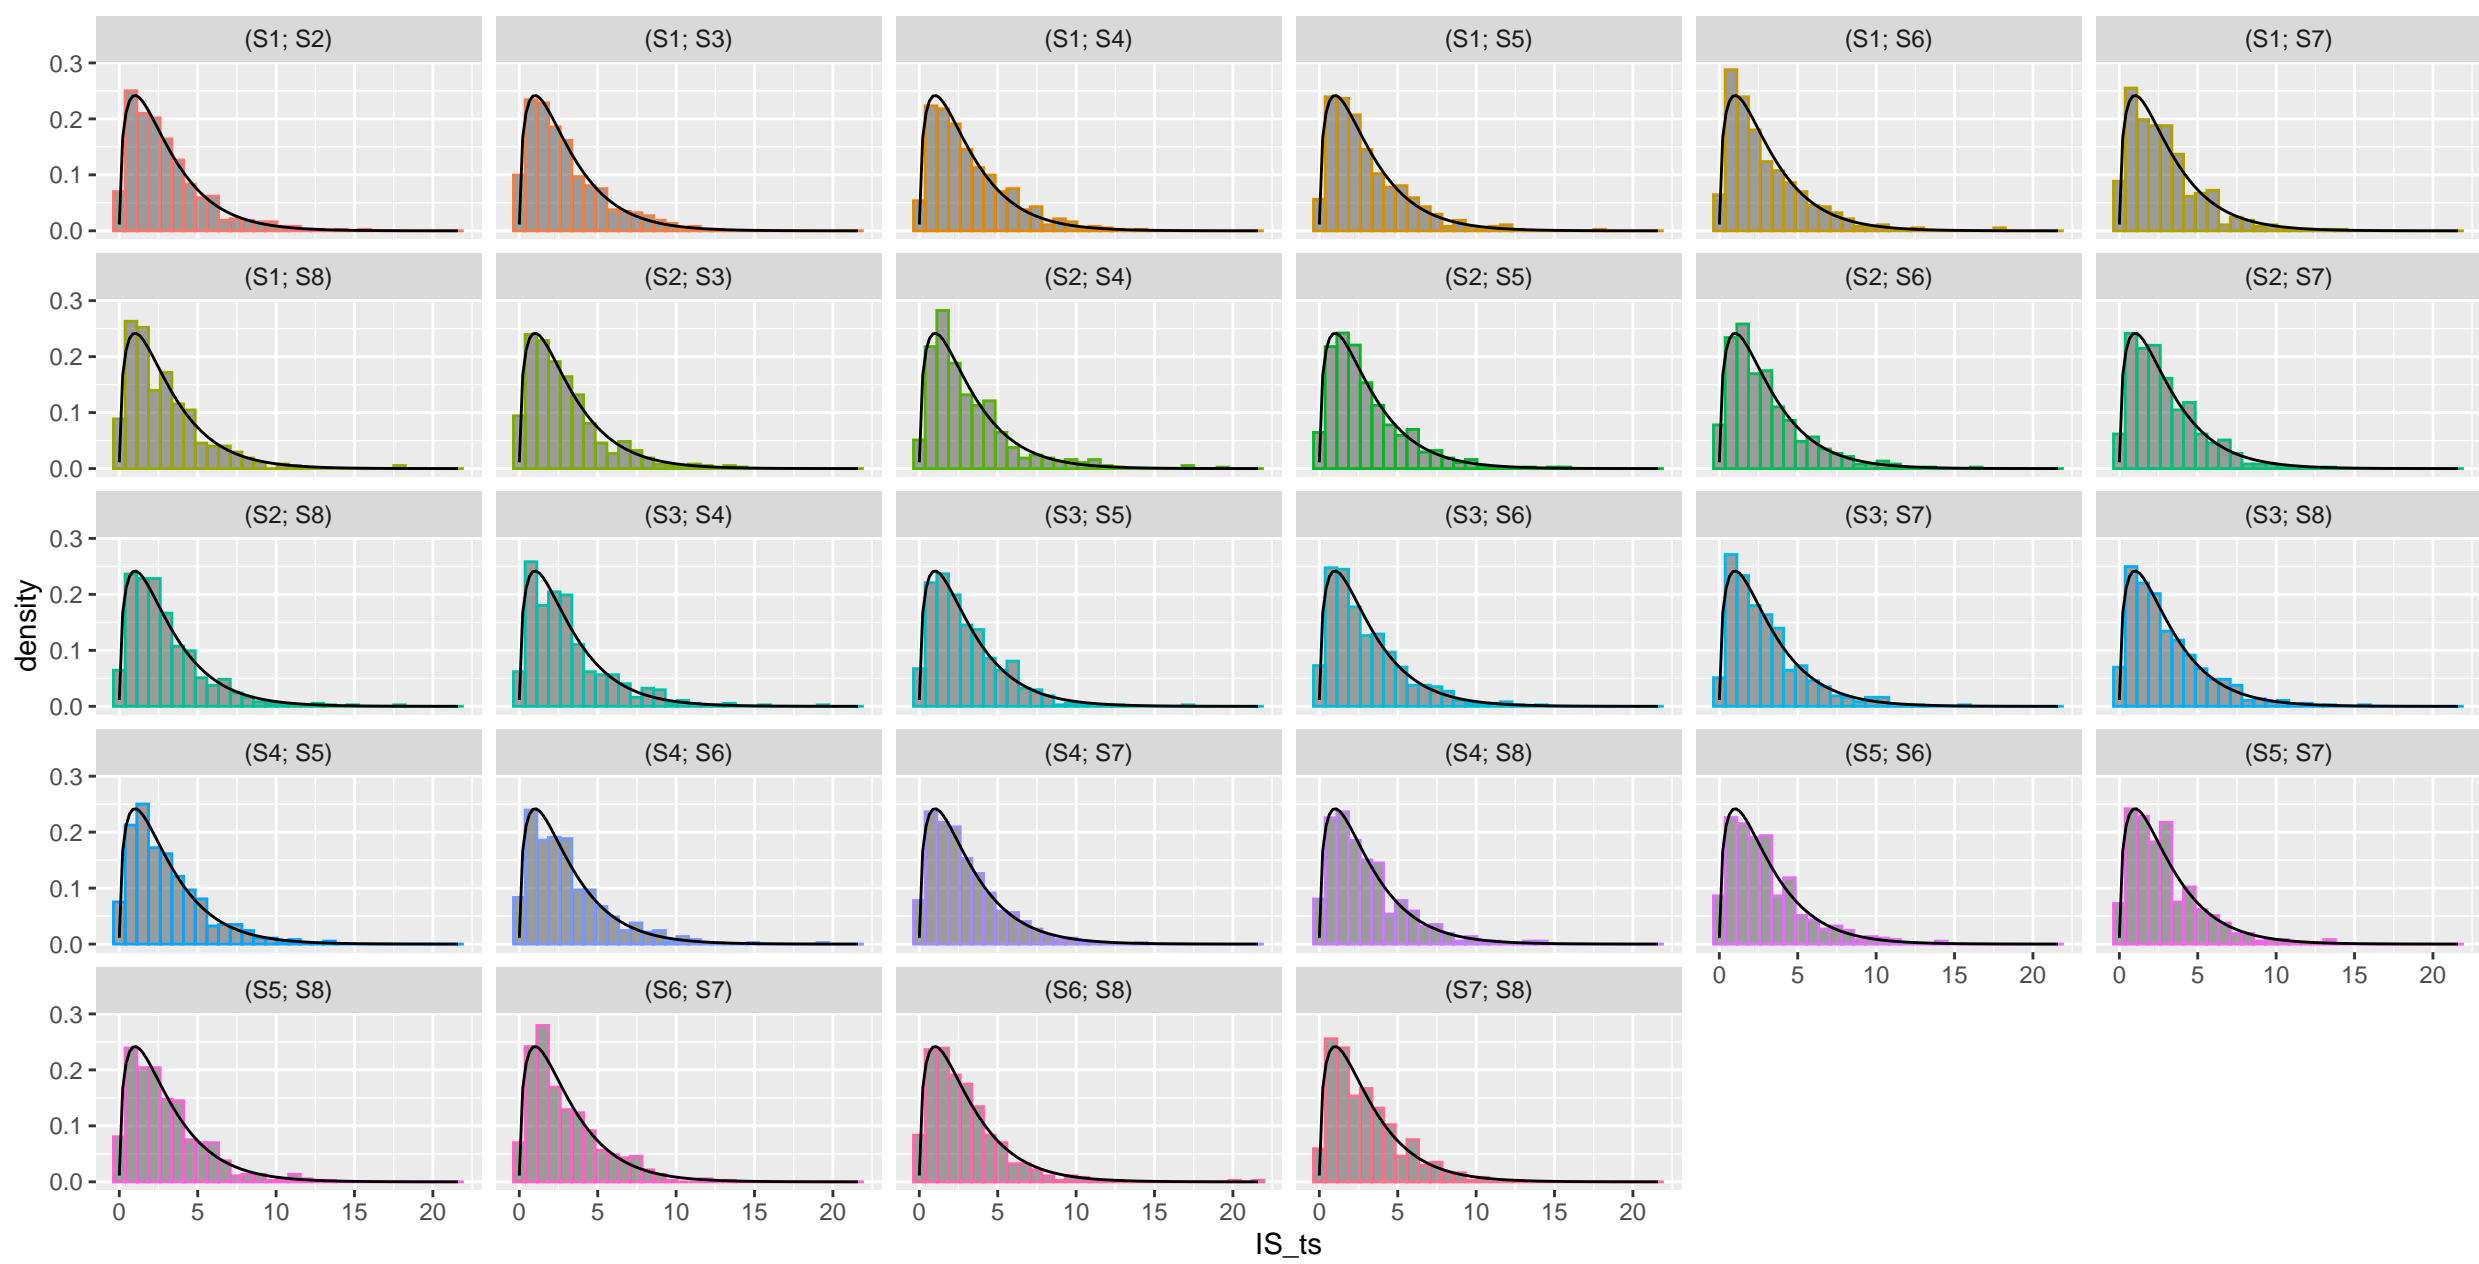 (S1; S2) (S1; S3) (S1; S4) (S1; S5) (S1; S6) (S1; S7)
0.3
0.2
0.1
0.0
(S1; S8) (S2; S3) (S2; S4) (S2; S5) (S2; S6) (S2; S7)
0.3
0.2
0.1
0.0
(S2; S8) (S3; S4) (S3; S5) (S3; S6) (S3; S7) (S3; S8)
0.3
0.2
0.1
0.0
density
(S4; S5) (S4; S6) (S4; S7) (S4; S8) (S5; S6) (S5; S7)
0.3
0.2
0.1
0.0
0 5 10 15 20 0 5 10 15 20
(S5; S8) (S6; S7) (S6; S8) (S7; S8)
0.3
0.2
0.1
0.0
0 5 10 15 20 0 5 10 15 20 0 5 10 15 20 0 5 10 15 20
IS_ts